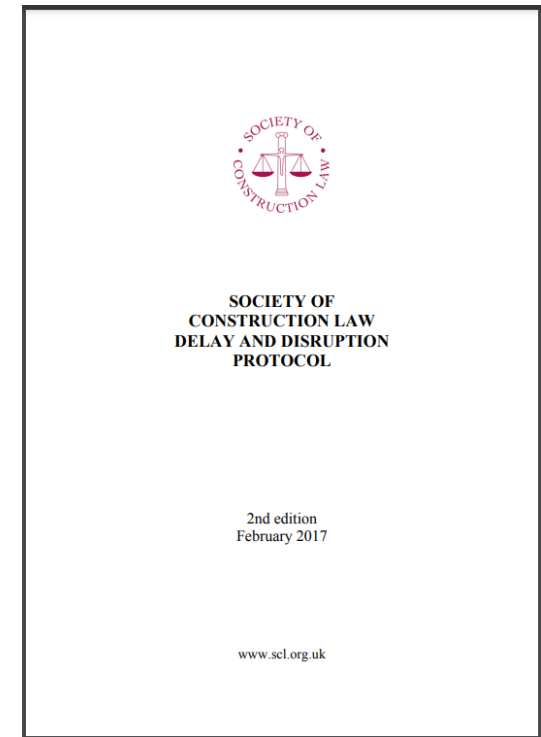 SOCIETY OF
CONSTRUCTION LAW
SOCIETY OF
CONSTRUCTION LAW
DELAY AND DISRUPTION
PROTOCOL
2nd edition
February 2017
www.scl.org.uk